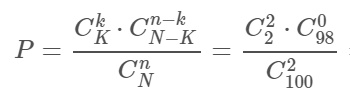 P = \frac{C_K^k \cdot C_{N-K}^{n-k}}{C_N^n} = \frac{C_2^2 \cdot C_{98}^0}{C_{100}^2} =